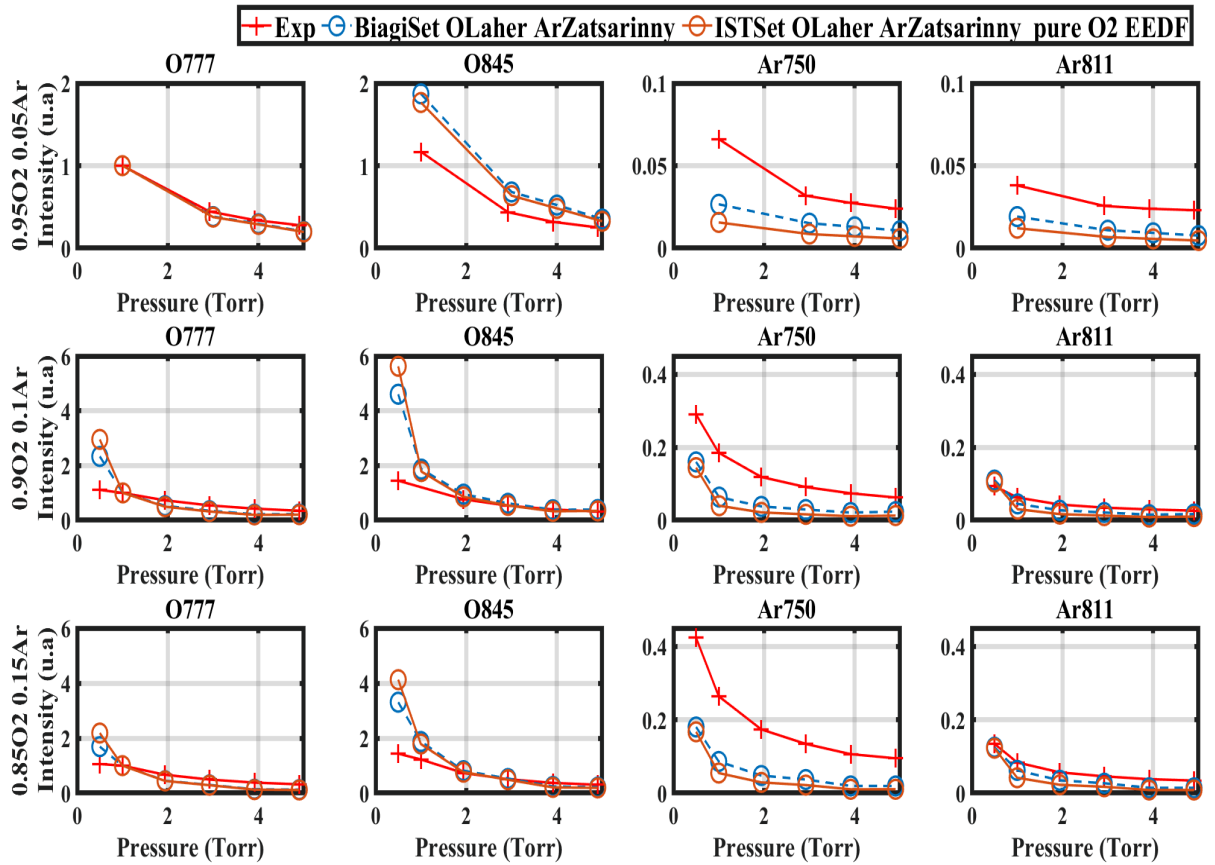 Exp BiagiSet OLaher ArZatsarinny ISTSet OLaher ArZatsarinny pure O2 EEDF
O777 O845 Ar750 Ar811
0.95O2 0.05Ar
Intensity (u.a)
2 2 0.1 0.1
1 1 0.05 0.05
0 0 0 0
0 2 4 0 2 4 0 2 4 0 2 4
Pressure (Torr) Pressure (Torr) Pressure (Torr) Pressure (Torr)
O777 O845 Ar750 Ar811
0.9O2 0.1Ar
Intensity (u.a)
6 6 0.4 0.4
4 4
2 2 0.2 0.2
0 0 0 0
0 2 4 0 2 4 0 2 4 0 2 4
Pressure (Torr) Pressure (Torr) Pressure (Torr) Pressure (Torr)
O777 O845 Ar750 Ar811
0.85O2 0.15Ar
Intensity (u.a)
6 6 0.4 0.4
4 4
2 2 0.2 0.2
0 0 0 0
0 2 4 0 2 4 0 2 4 0 2 4
Pressure (Torr) Pressure (Torr) Pressure (Torr) Pressure (Torr)